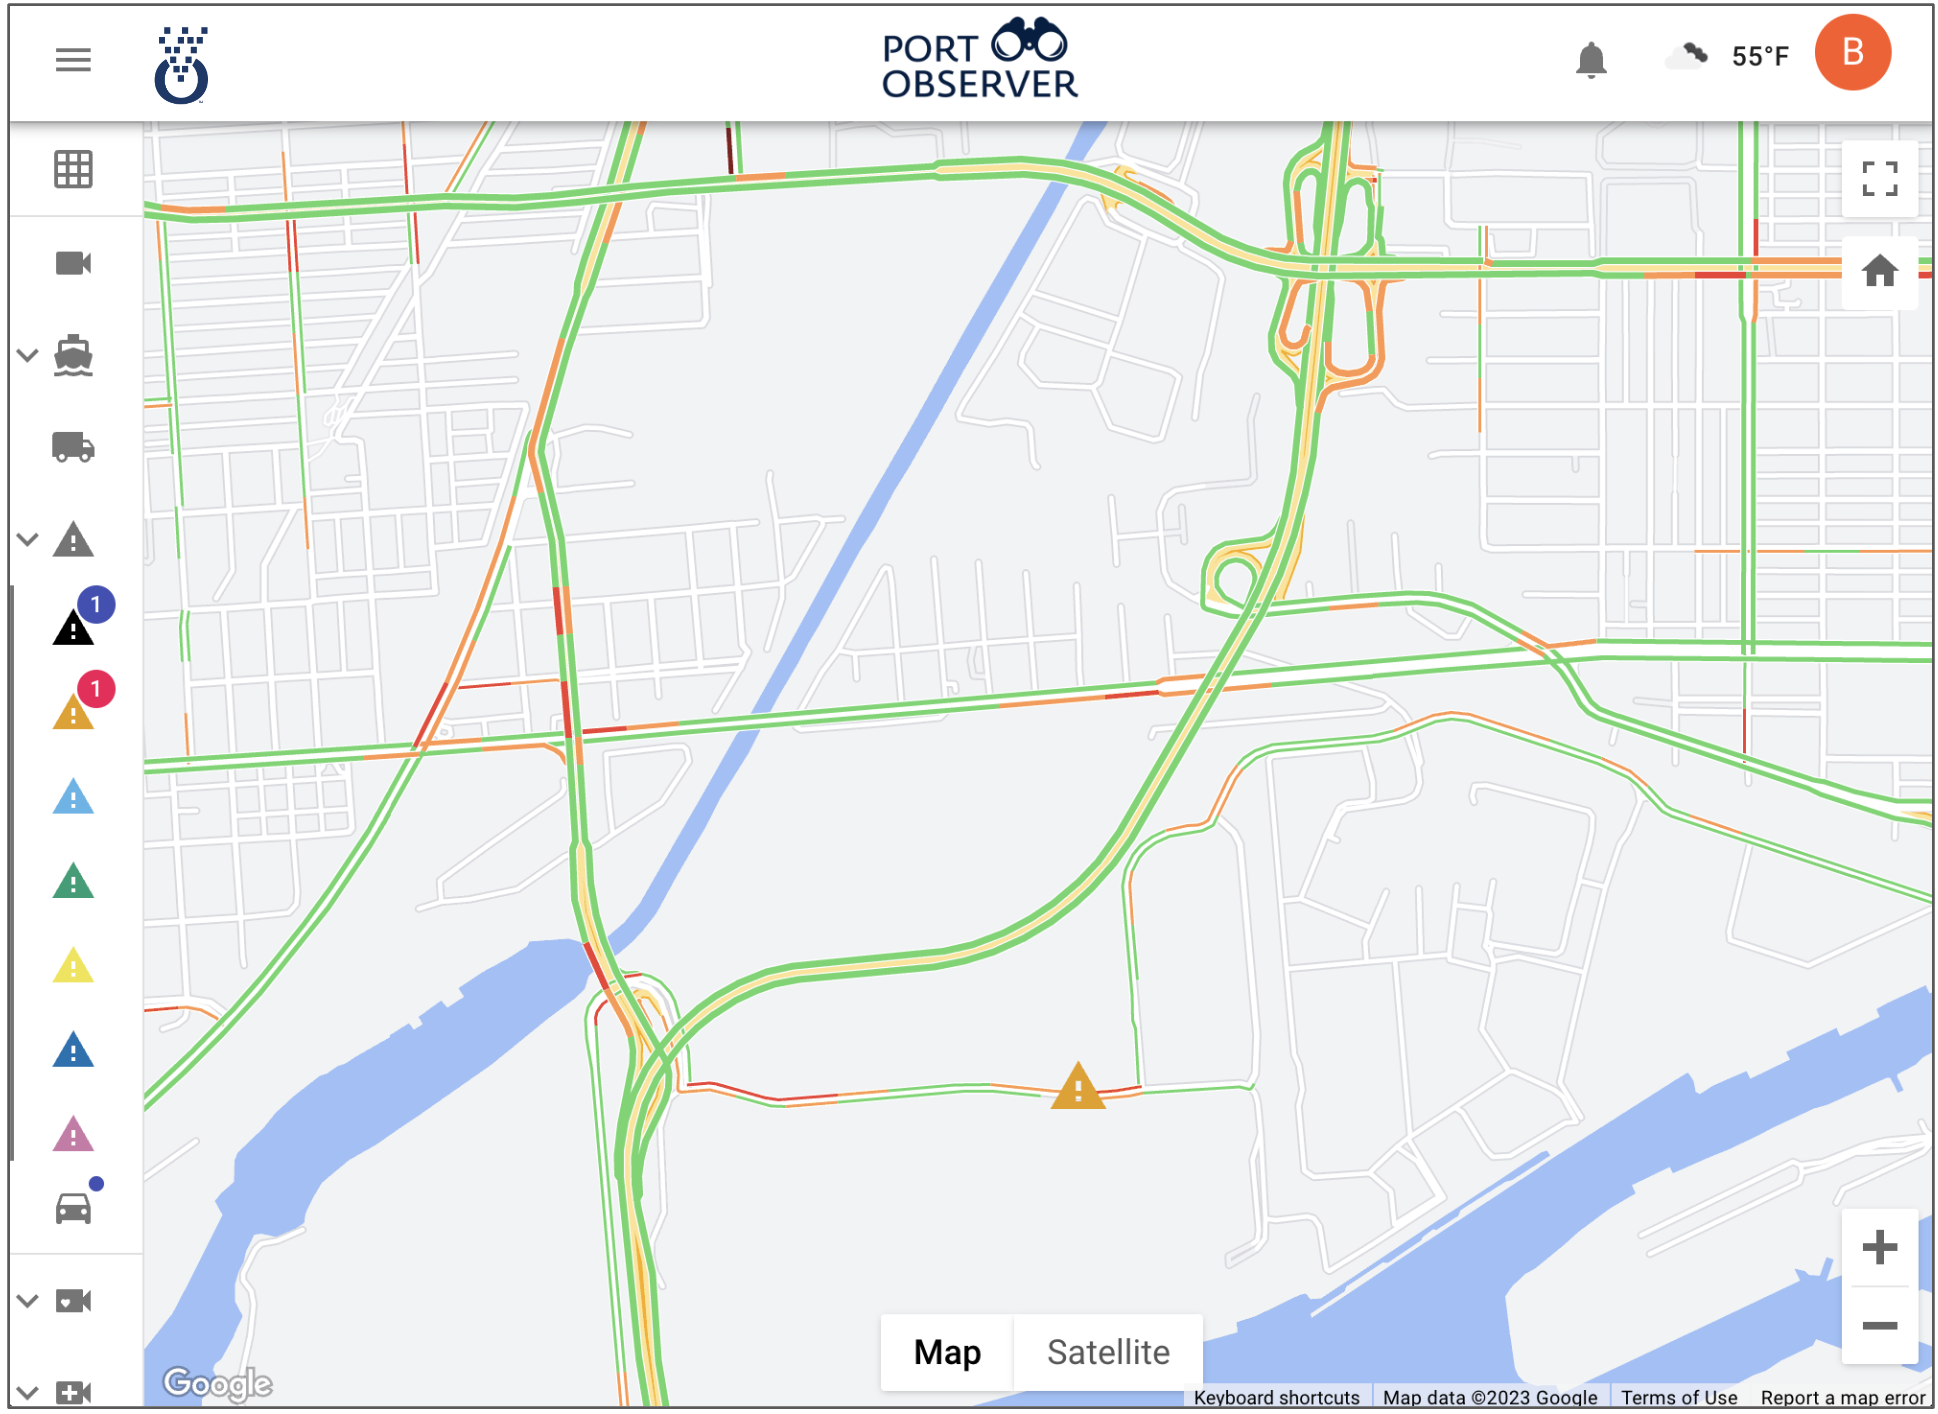 PORT
OBSERVER
55°F
B
1
1
Map
Satellite
Google
Keyboard shortcuts
Map data ©2023 Google
Terms of Use
Report a map error